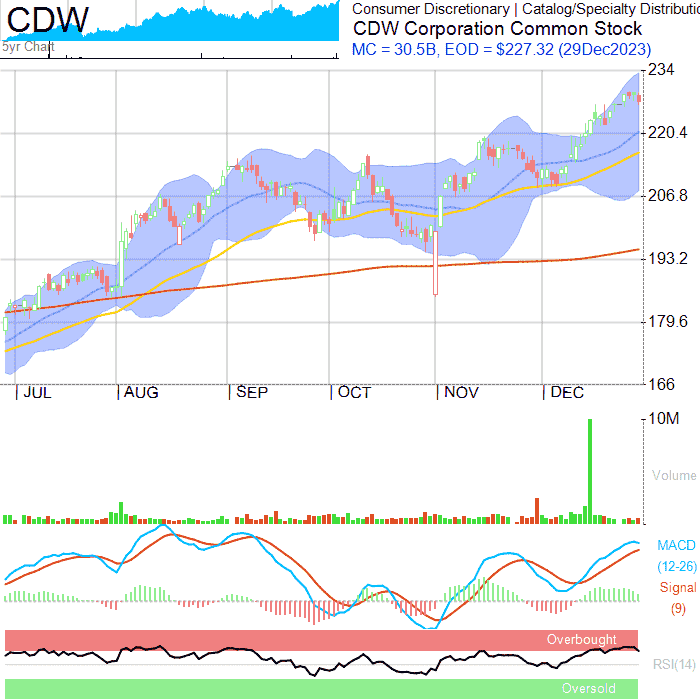 CDW
5yr Chart
Consumer Discretionary | Catalog/Specialty Distributio
CDW Corporation Common Stock
MC = 30.5B, EOD = $227.32 (29Dec2023)
234
220.4
206.8
193.2
179.6
166
JUL AUG SEP OCT NOV DEC
10M
Volume
MACD
(12-26)
Signal
(9)
Overbought
RSI(14)
Oversold